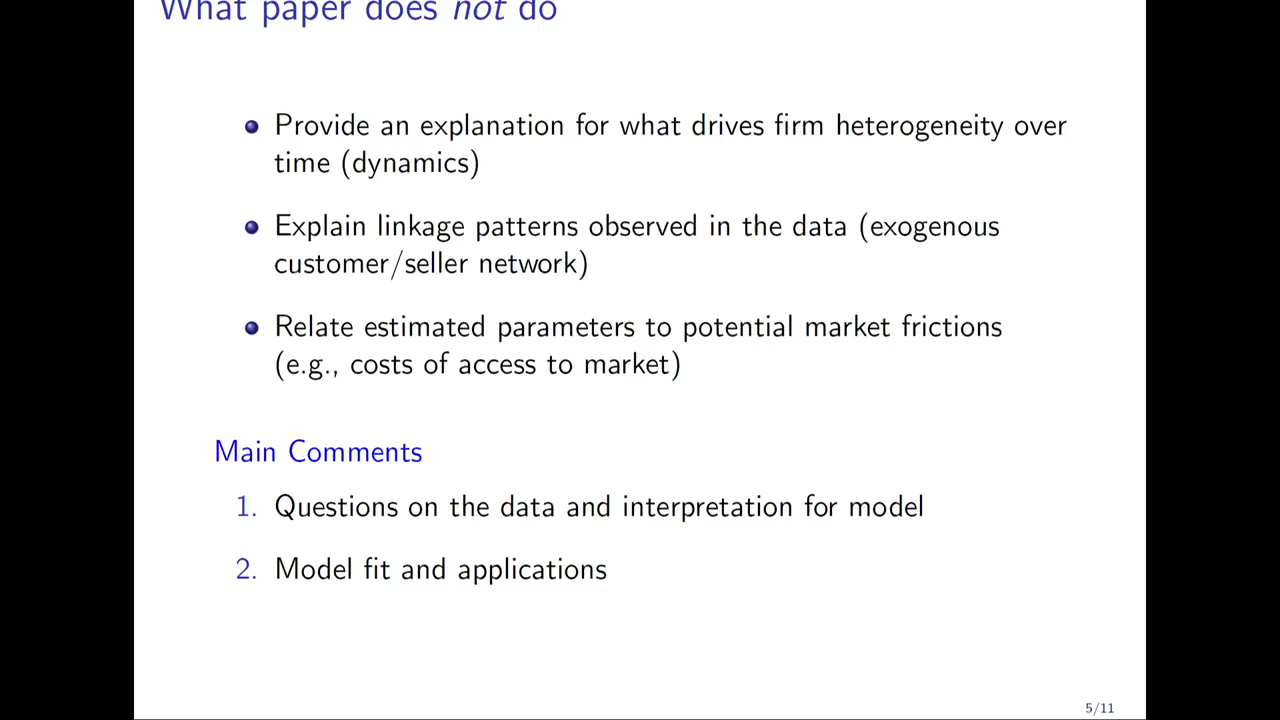 What paper does not do
Provide an explanation for what drives firm heterogeneity over
time (dynamics)
Explain linkage patterns observed in the data (exogenous
customer/seller network)
Relate estimated parameters to potential market frictions
(e.g., costs of access to market)
Main Comments
1. Questions on the data and interpretation for model
2. Model fit and applications
5/11